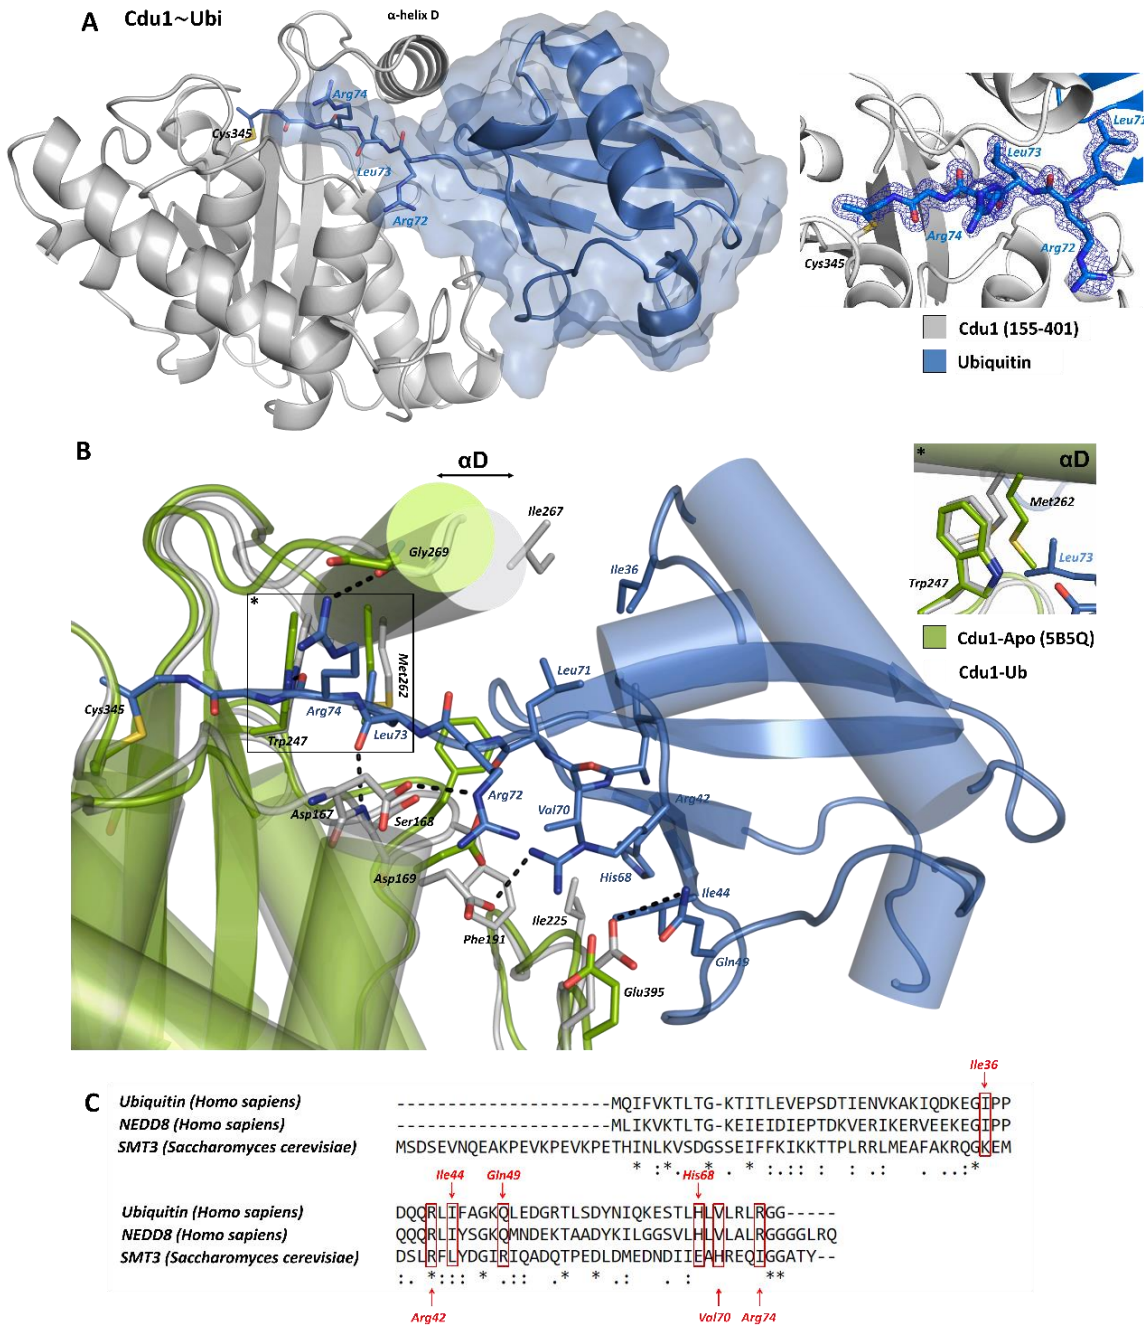 A
Cdu1~Ubi
α-helix D
Arg74
Cys345
Leu73
Arg72
Leu71
Leu73
Arg74
Arg72
Cys345
Cdu1 (155-401)
Ubiquitin
B
αD
Ile267
Gly269
Ile36
*
Met262
Leu71
Cys345
Arg74
Trp247
Leu73
Arg72
Asp167
Ser168
Val70
Arg42
Asp169
His68
Ile44
Ile225
Phe191
Gln49
Glu395
*
αD
Met262
Leu73
Trp247
Cdu1-Apo (5B5Q)
Cdu1-Ub
C
Ile36
Ubiquitin (Homo sapiens) --------------------MQIFVKTLTG-KTITLEVEPSDTIENVKAKIQDKEGIPP
NEDD8 (Homo sapiens) --------------------MLIKVKTLTG-KEIEIDIEPTDKVERIKERVEEKEGIPP
SMT3 (Saccharomyces cerevisiae) MSDSEVNQEAKPEVKPEVKPETHINLKVSDGSSEIFFKIKKTTPLRRLMEAFAKRQGKEM
* :*.. * * : .::.: : :: . ..:*
Ile44 Gln49 His68
Ubiquitin (Homo sapiens) DQQRLIFAGKQLEDGRTLSDYNIQKESTLHLVLRLRGG-----
NEDD8 (Homo sapiens) QQQRLIYSGKQMNDEKTAADYKILGGSVLHLVLALRGGGGLRQ
SMT3 (Saccharomyces cerevisiae) DSLRFLYDGIRIQADQTPEDLDMEDNDIIEAHREQIGGATY--
:. *:::  * ::  . * * .: . : **
Arg42 Val70 Arg74